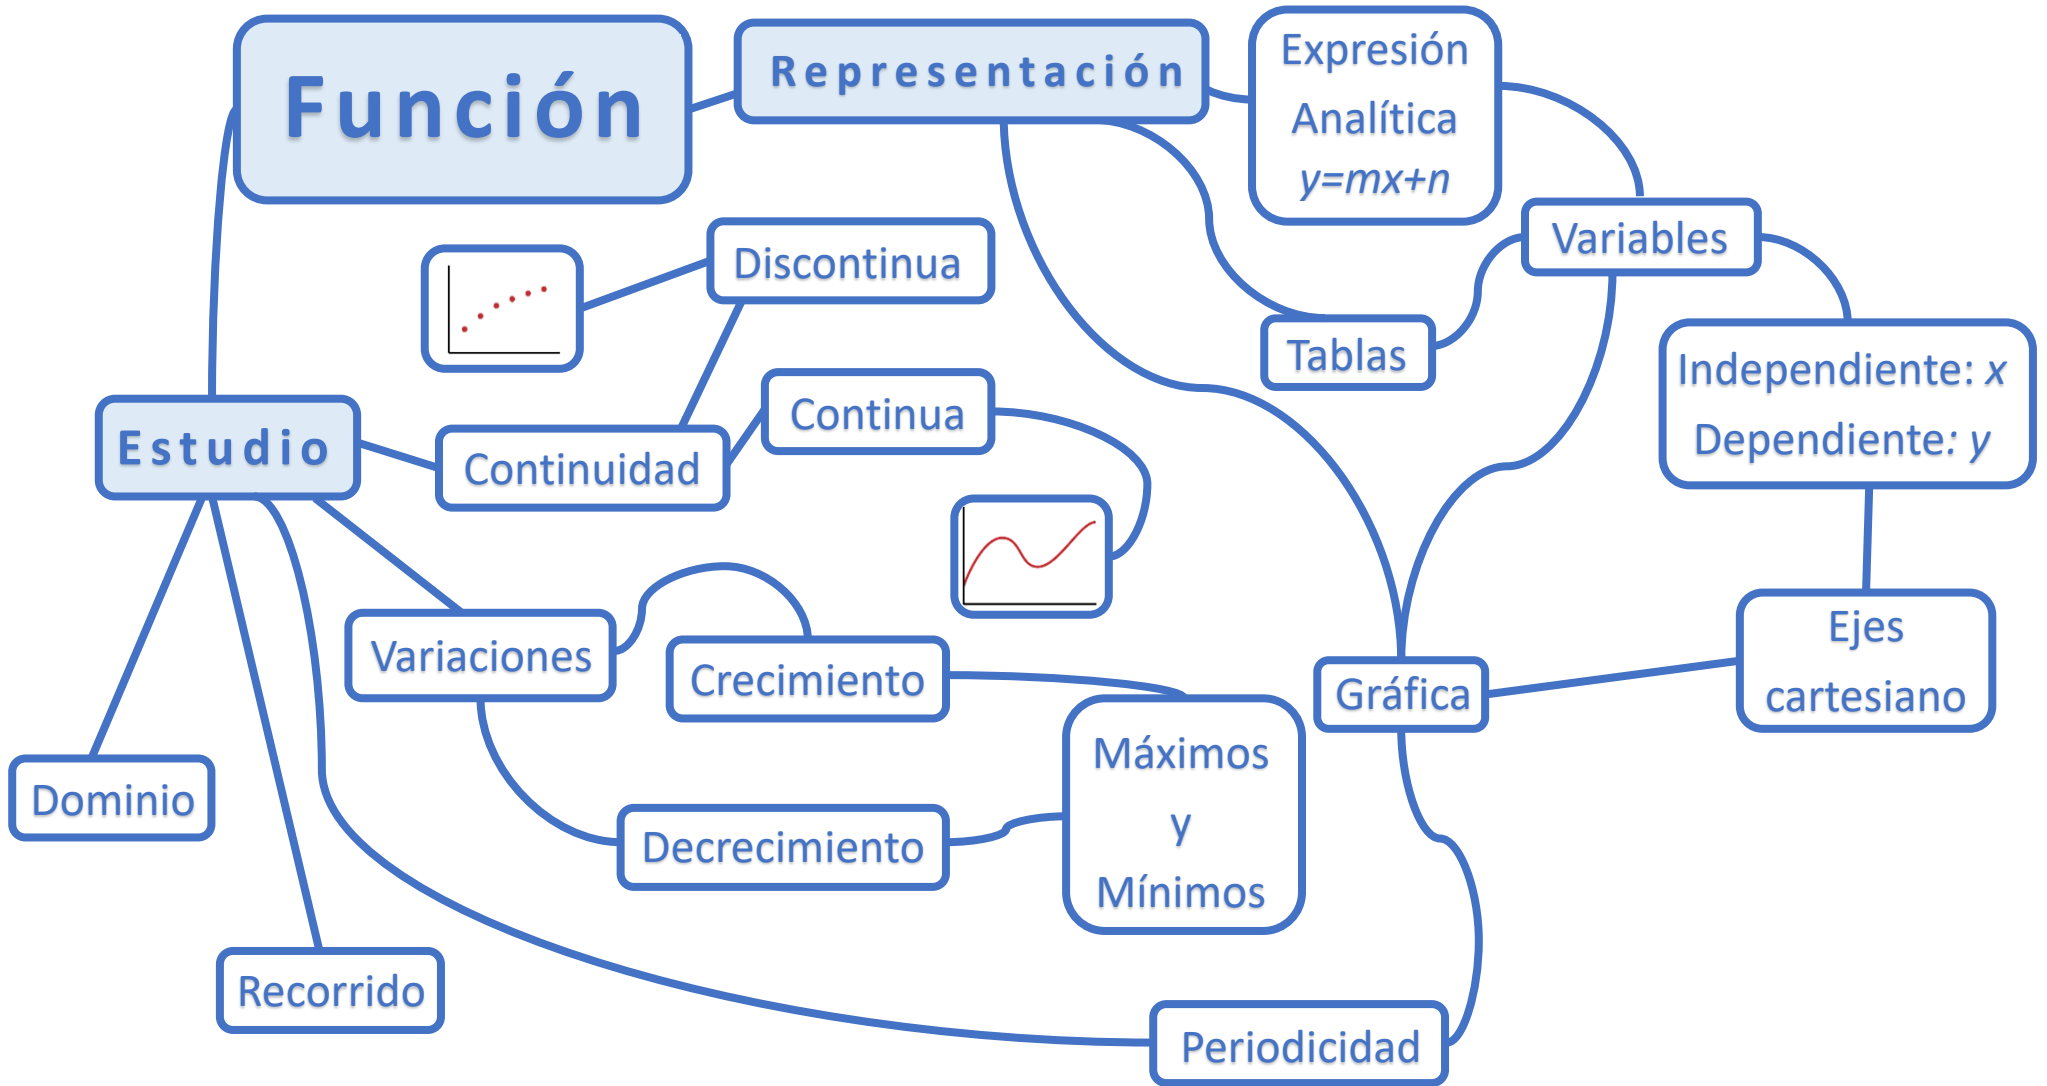 Función
Representación
Expresión
Analítica
y=mx+n
Variables
Discontinua
Tablas
Independiente: x
Dependiente: y
Estudio
Continuidad
Continua
Variaciones
Crecimiento
Gráfica
Ejes
cartesiano
Máximos
y
Mínimos
Dominio
Decrecimiento
Recorrido
Periodicidad